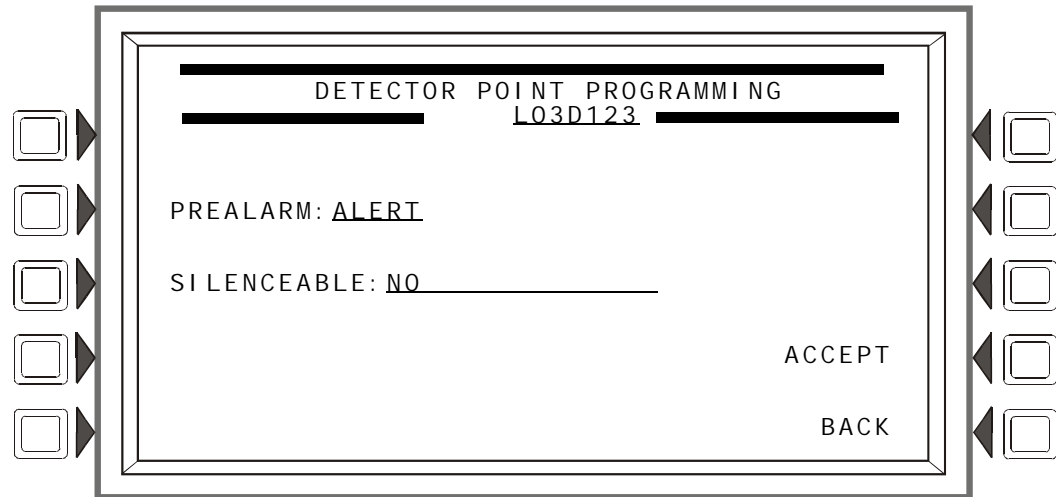 DETECTOR POINT PROGRAMMING
L03D123
PREALARM: ALERT
SILENCEABLE: NO
ACCEPT
BACK